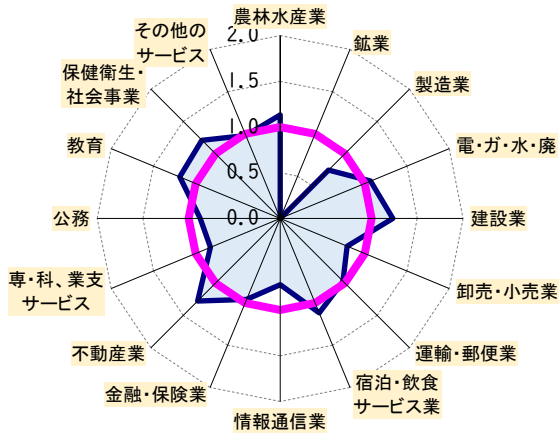 農林水産業
鉱業
製造業
電・ガ・水・廃
建設業
卸売・小売業
運輸・郵便業
宿泊・飲食
サービス業
情報通信業
金融・保険業
不動産業
専・科、業支
サービス
公務
教育
保健衛生・
社会事業
その他の
サービス
2.0
1.5
1.0
0.5
0.0